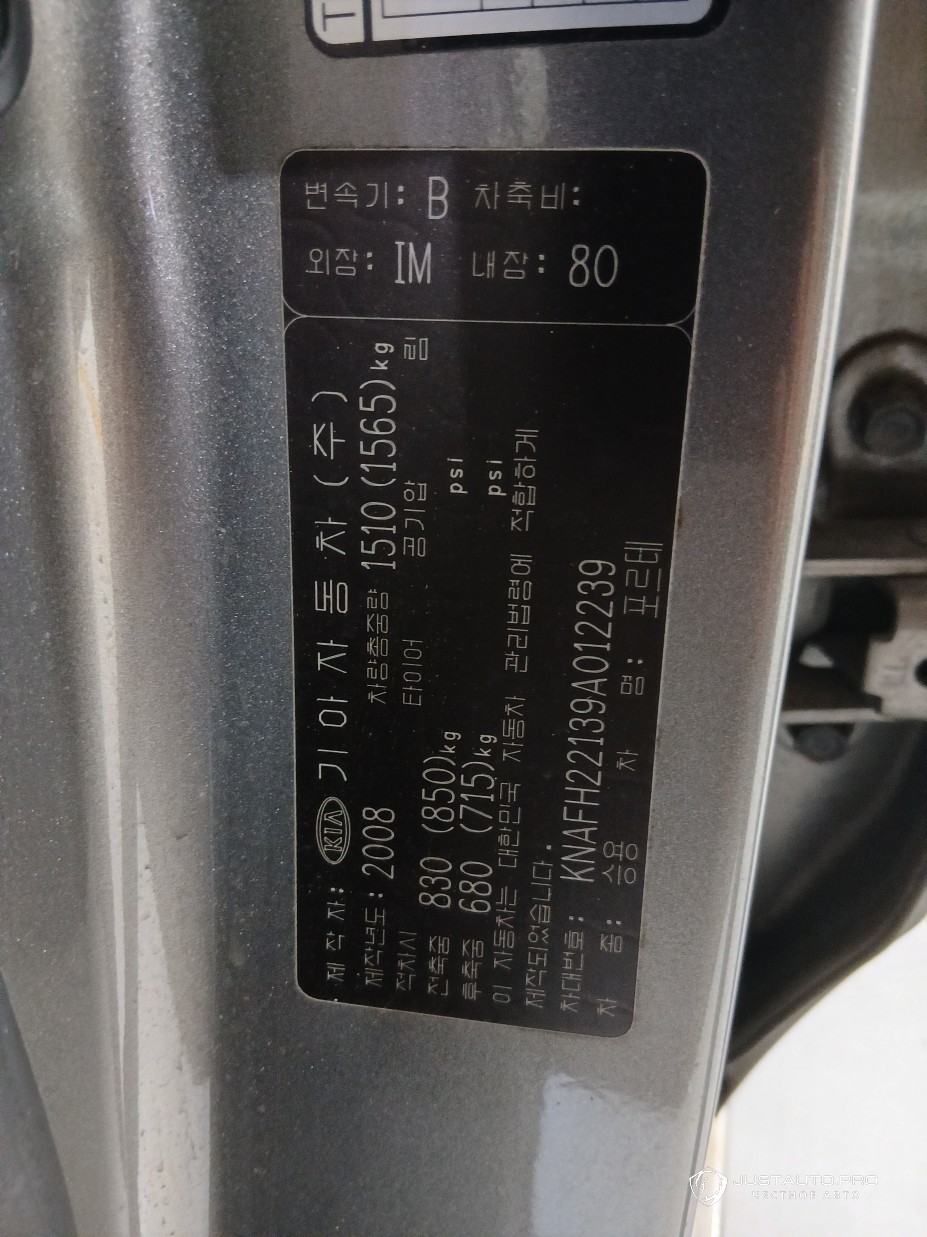 T
변속기: B 차축비:
외장: IM 내장: 80
제 작 자: KIA 기 아 자 동 차 (주)
제작년도: 2008 차량총중량 1510(1565)kg
적차시 타이어 공기압 림
전축중 830 (850)kg psi
후축중 680 (715)kg psi
이 자동차는 대한민국 자동차 관리법령에 적합하게
제작되었습니다.
차대번호: KNAFH22139A012239
차 종: 승용 차 명: 포르테
JUSTAUTO.PRO
ЧЕСТНОЕ АВТО